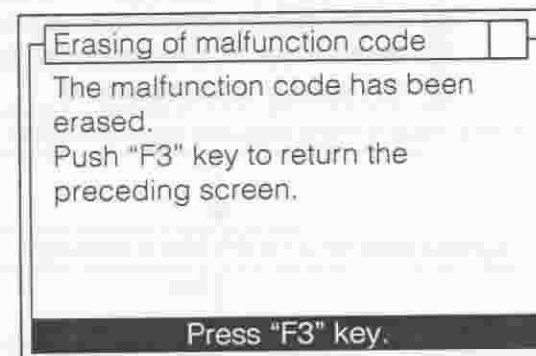 Erasing of malfunction code
The malfunction code has been
erased.
Push “F3” key to return the
preceding screen.
Press “F3” key.